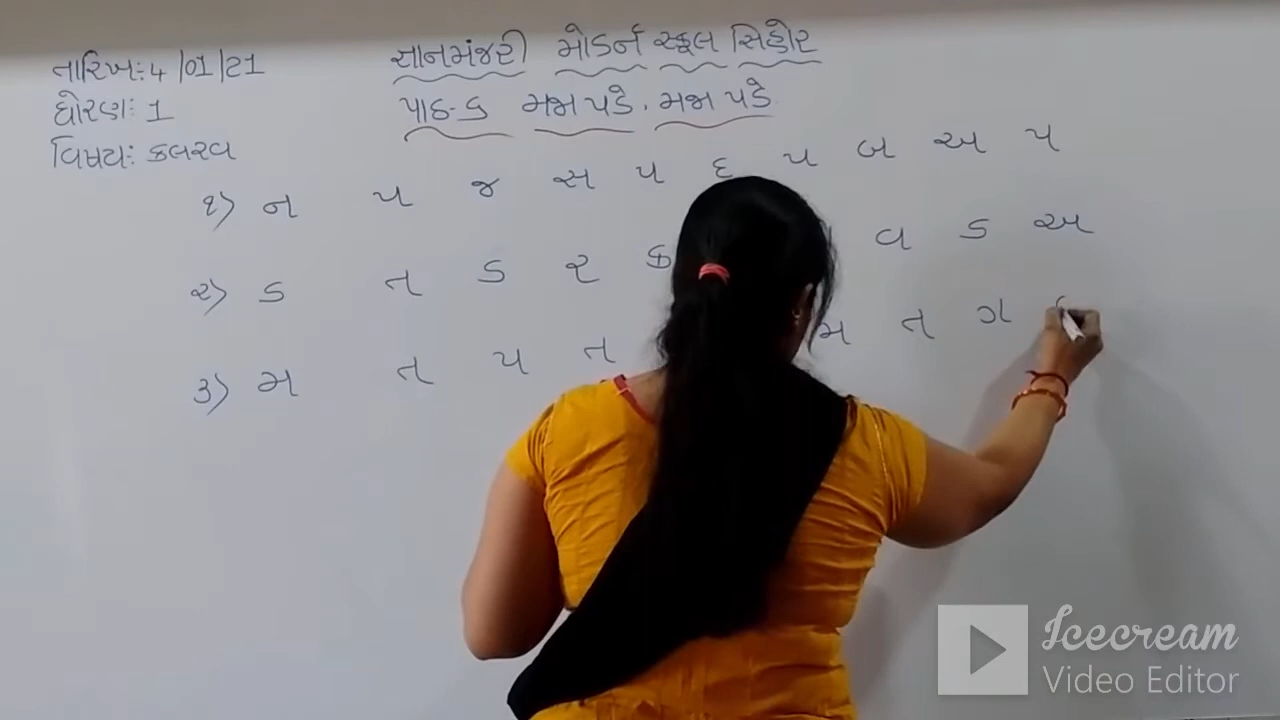 તારિખ: 4/01/21
જ્ઞાનમંજરી મોડર્ન સ્કૂલ સિહોર
ધોરણ: 1
પાઠ-૬ મજા પડે, મજા પડે
વિષય: કલરવ
૧) ન પ જ સ પ દ પ બ અ પ
૨) ડ ત ડ ર ક વ ડ અ
૩) મ ત પ ત મ ત ગ
Icecream
Video Editor